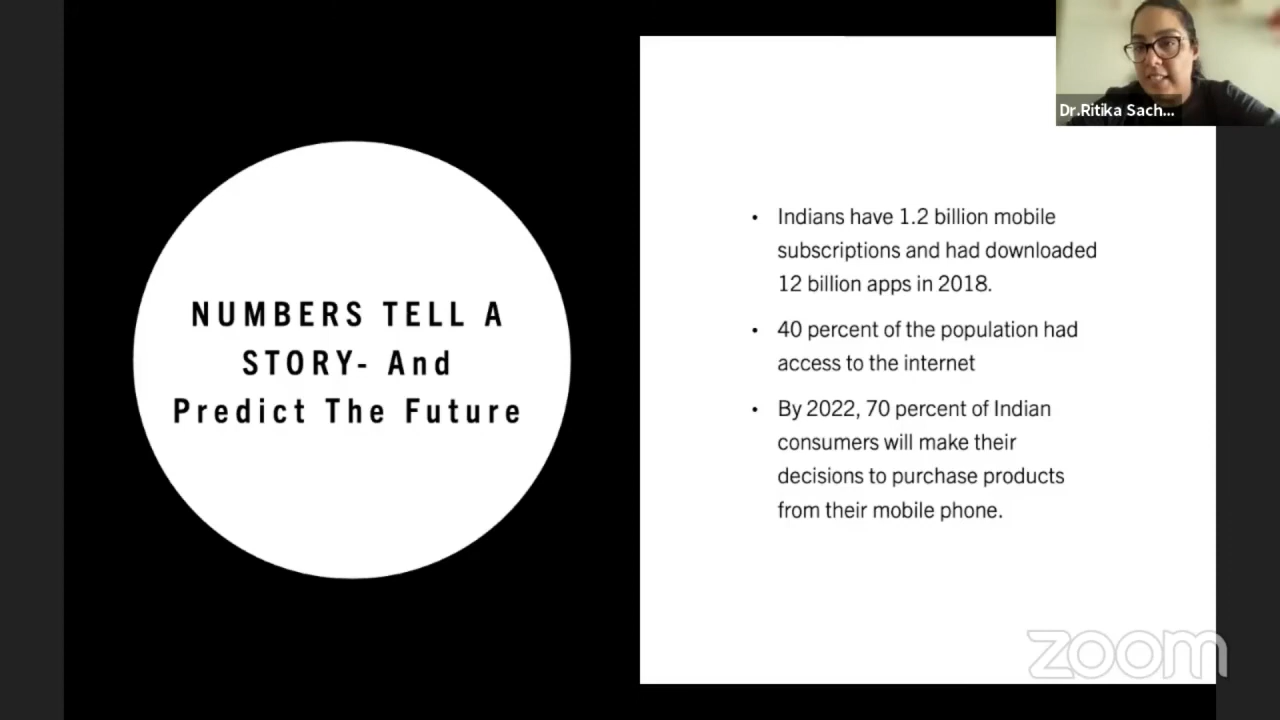 Dr.Ritika Sach...
NUMBERS TELL A
STORY- And
Predict The Future
• Indians have 1.2 billion mobile
subscriptions and had downloaded
12 billion apps in 2018.
• 40 percent of the population had
access to the internet
• By 2022, 70 percent of Indian
consumers will make their
decisions to purchase products
from their mobile phone.
zoom